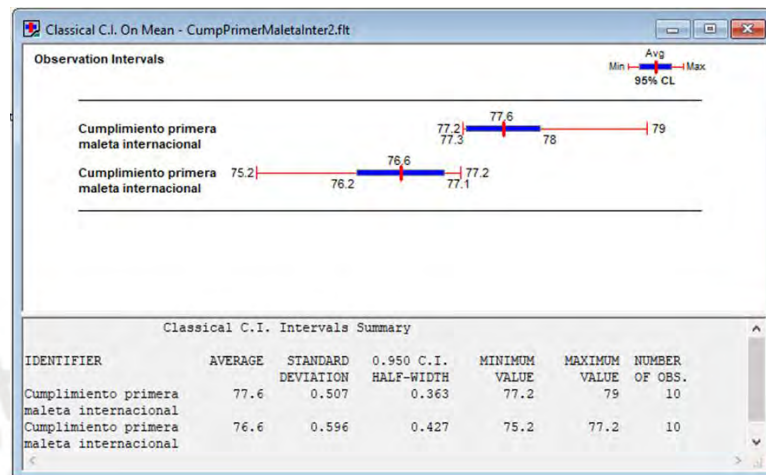 Classical C.I. On Mean - CumpPrimerMaletaInter2.flt
Observation Intervals
Avg
Min Max
95% CL
77.6
Cumplimiento primera 77.2 79
maleta internacional 77.3 78
76.6
Cumplimiento primera 75.2 77.2
maleta internacional 76.2 77.1
Classical C.I. Intervals Summary
IDENTIFIER AVERAGE STANDARD 0.950 C.I. MINIMUM MAXIMUM NUMBER
DEVIATION HALF-WIDTH VALUE VALUE OF OBS.
Cumplimiento primera 77.6 0.507 0.363 77.2 79 10
maleta internacional
Cumplimiento primera 76.6 0.596 0.427 75.2 77.2 10
maleta internacional